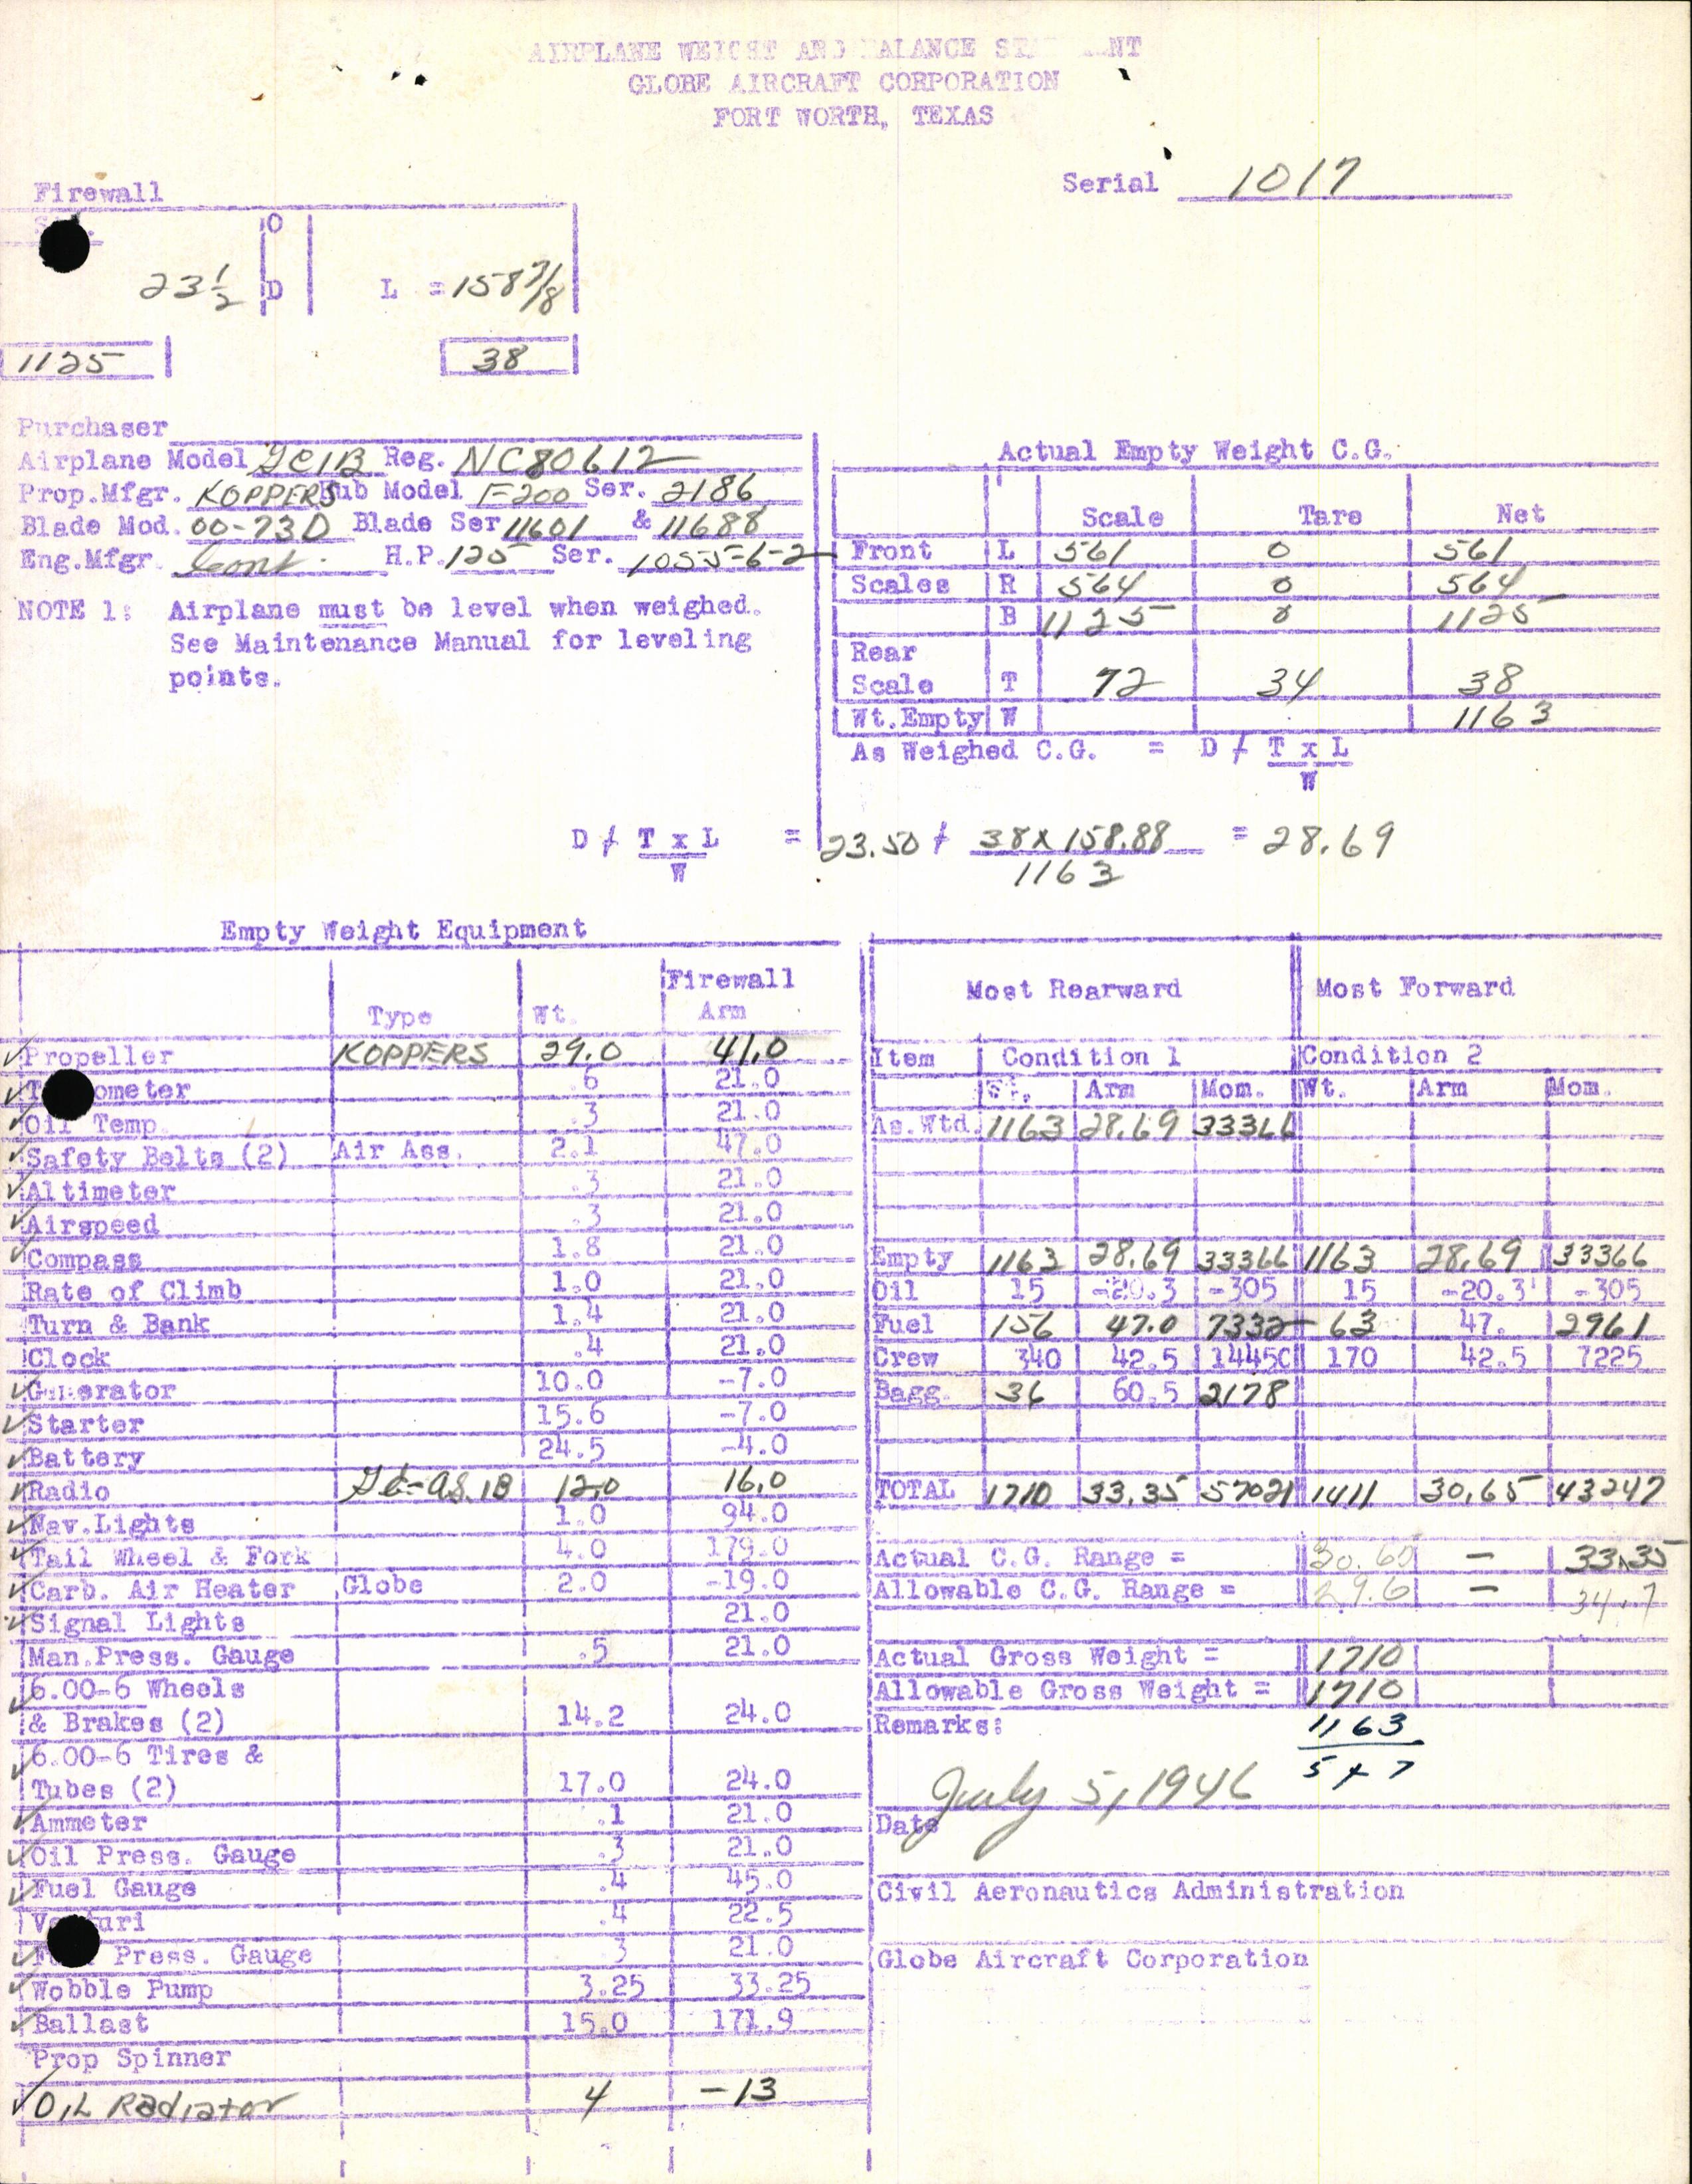 AIRPLANE WEIGHT AND BALANCE STA NT
GLOBE AIRCRAFT CORPORATION
FORT WORTH, TEXAS
Serial 1017
Firewall
O
23 1/2 D L = 158 7/8
1125 38
Purchaser
Airplane Model GC1B Reg. NC80612
Prop.Mfgr. KOPPERS Hub Model F-200 Ser. 2186
Blade Mod. 00-73D Blade Ser 11601 & 11688
Eng.Mfgr. Cont. H.P. 125 Ser. 1055-6-2
NOTE 1: Airplane must be level when weighed.
See Maintenance Manual for leveling
points.
Actual Empty Weight C.G.
Scale Tare Net
Front L 561 0 561
Scales R 564 0 564
B 1125 0 1125
Rear
Scale T 72 34 38
Wt.Empty W 1163
As Weighed C.G. = D / T x L
W
D / T x L = 23.50 + 38 x 158.88 = 28.69
W 1163
Empty Weight Equipment
Type Wt. Firewall Arm
Propeller KOPPERS 29.0 41.0
T ometer .6 21.0
Oil Temp. .3 21.0
Safety Belts (2) Air Ass. 2.1 47.0
Altimeter .3 21.0
Airspeed .3 21.0
Compass 1.8 21.0
Rate of Climb 1.0 21.0
Turn & Bank 1.4 21.0
Clock .4 21.0
Generator 10.0 -7.0
Starter 15.6 -7.0
Battery 24.5 -4.0
Radio 12.0 16.0
Nav.Lights 1.0 94.0
Tail Wheel & Fork 4.0 179.0
Carb. Air Heater Globe 2.0 -19.0
Signal Lights 21.0
Man.Press. Gauge .5 21.0
6.00-6 Wheels
& Brakes (2) 14.2 24.0
6.00-6 Tires &
Tubes (2) 17.0 24.0
Ammeter .1 21.0
Oil Press. Gauge .3 21.0
Fuel Gauge .4 45.0
Venturi .4 22.5
Fuel Press. Gauge 3 21.0
Wobble Pump 3.25 33.25
Ballast 15.0 171.9
Prop Spinner
OIL Radiator 4 -13
Most Rearward Most Forward
Item Condition 1 Condition 2
Wt. Arm Mom. Wt. Arm Mom.
As.Wtd. 1163 28.69 33366
Empty 1163 28.69 33366 1163 28.69 33366
Oil 15 -20.3 -305 15 -20.3 -305
Fuel 156 47.0 7332 63 47. 2961
Crew 340 42.5 14450 170 42.5 7225
Bagg. 36 60.5 2178
TOTAL 1710 33.35 57021 1411 30.65 43247
Actual C.G. Range = 30.65 - 33.35
Allowable C.G. Range = 29.6 - 34.7
Actual Gross Weight = 1710
Allowable Gross Weight = 1710
Remarks: 1163
547
July 5, 1946
Date
Civil Aeronautics Administration
Globe Aircraft Corporation